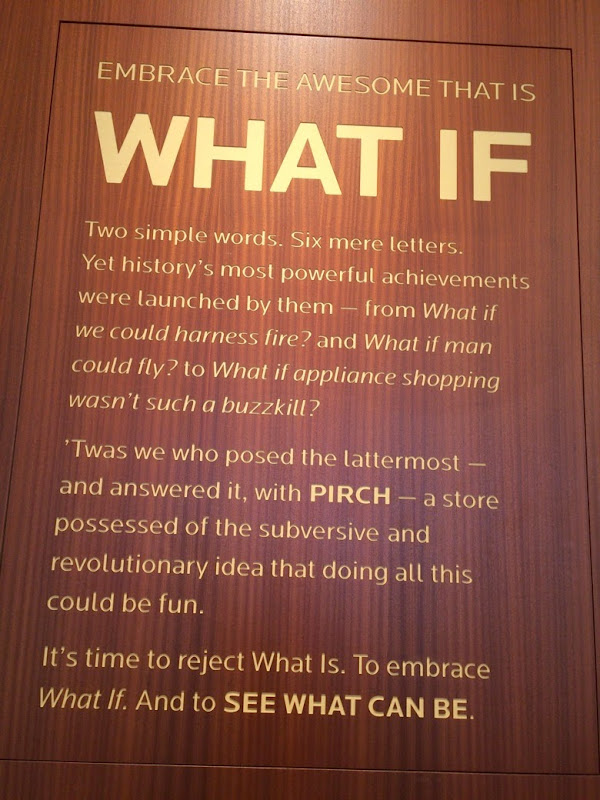 EMBRACE THE AWESOME THAT IS
WHAT IF
Two simple words. Six mere letters.
Yet history's most powerful achievements
were launched by them — from What if
we could harness fire? and What if man
could fly? to What if appliance shopping
wasn't such a buzzkill?
'Twas we who posed the lattermost —
and answered it, with PIRCH — a store
possessed of the subversive and
revolutionary idea that doing all this
could be fun.
It's time to reject What Is. To embrace
What If. And to SEE WHAT CAN BE.